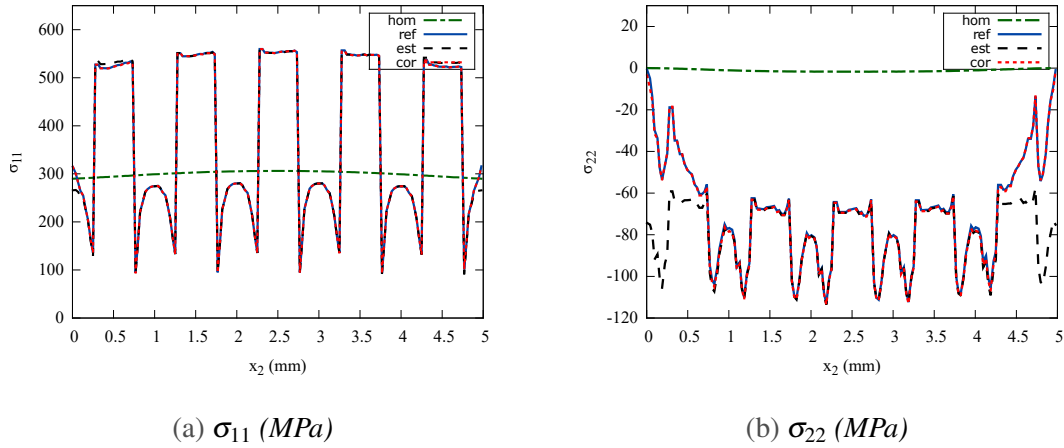 600
500
400
300
200
100
0
σ11
0 0.5 1 1.5 2 2.5 3 3.5 4 4.5 5
x2 (mm)
hom
ref
est
cor
(a) σ11 (MPa)
20
0
-20
-40
-60
-80
-100
-120
σ22
0 0.5 1 1.5 2 2.5 3 3.5 4 4.5 5
x2 (mm)
hom
ref
est
cor
(b) σ22 (MPa)